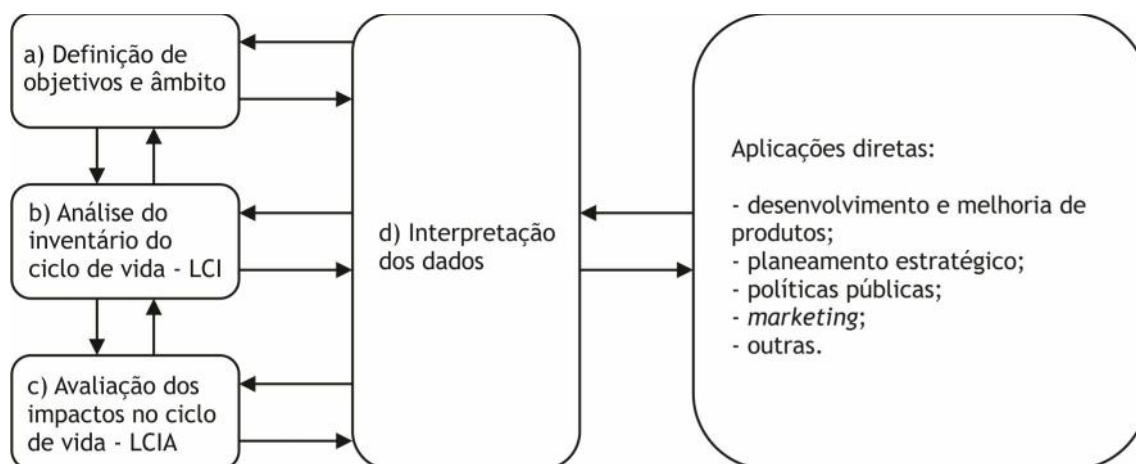 a) Definição de
objetivos e âmbito
b) Análise do
inventário do
ciclo de vida - LCI
c) Avaliação dos
impactos no ciclo
de vida - LCIA
d) Interpretação
dos dados
Aplicações diretas:
- desenvolvimento e melhoria de
produtos;
- planeamento estratégico;
- políticas públicas;
- marketing;
- outras.